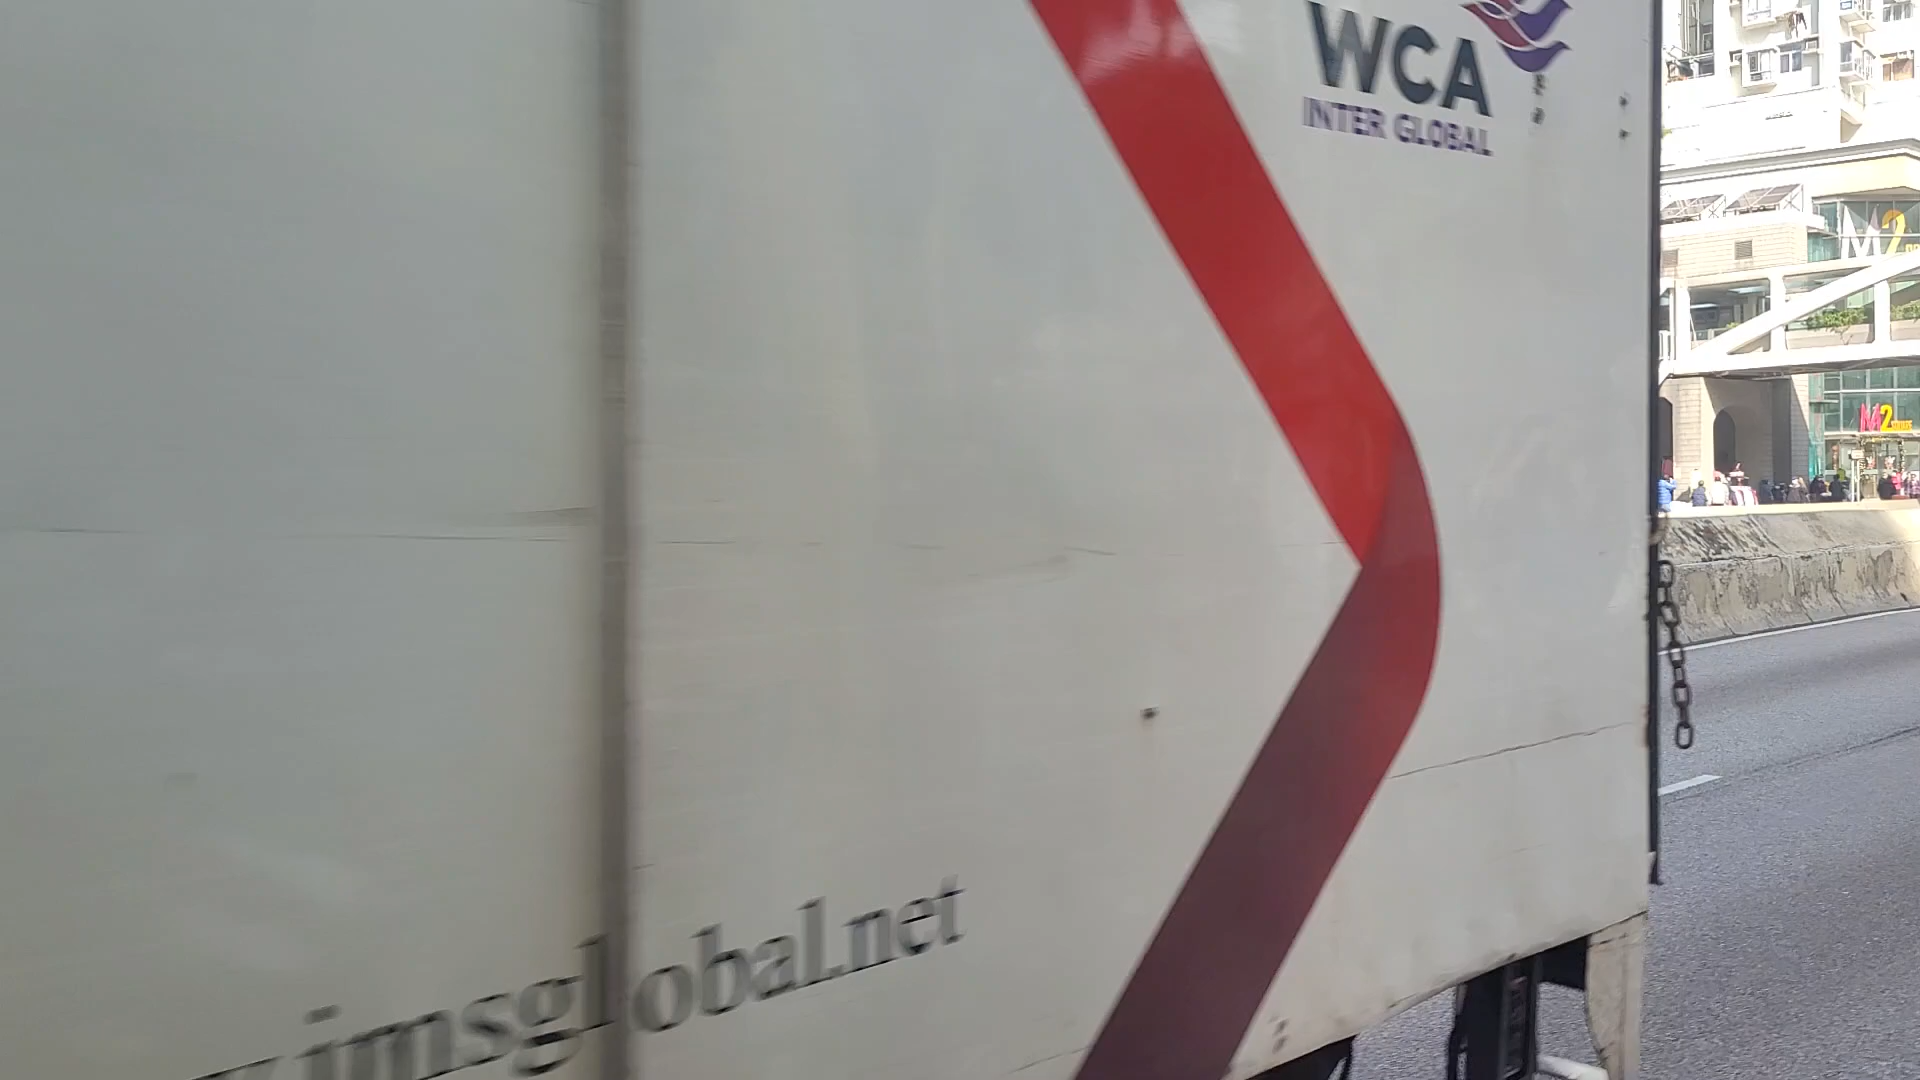 WCA
INTER GLOBAL
M2
M2
.imsglobal.net